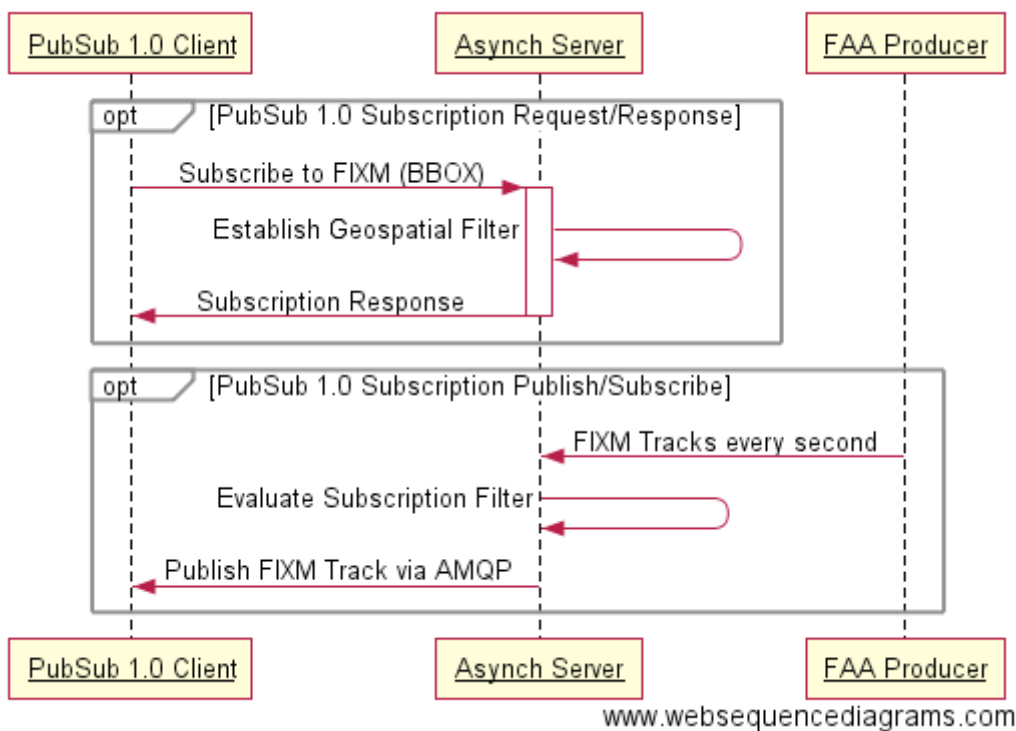 PubSub 1.0 Client
Asynch Server
FAA Producer
opt
[PubSub 1.0 Subscription Request/Response]
Subscribe to FIXM (BBOX)
Establish Geospatial Filter
Subscription Response
opt
[PubSub 1.0 Subscription Publish/Subscribe]
FIXM Tracks every second
Evaluate Subscription Filter
Publish FIXM Track via AMQP
PubSub 1.0 Client
Asynch Server
FAA Producer
www.websequencediagrams.com